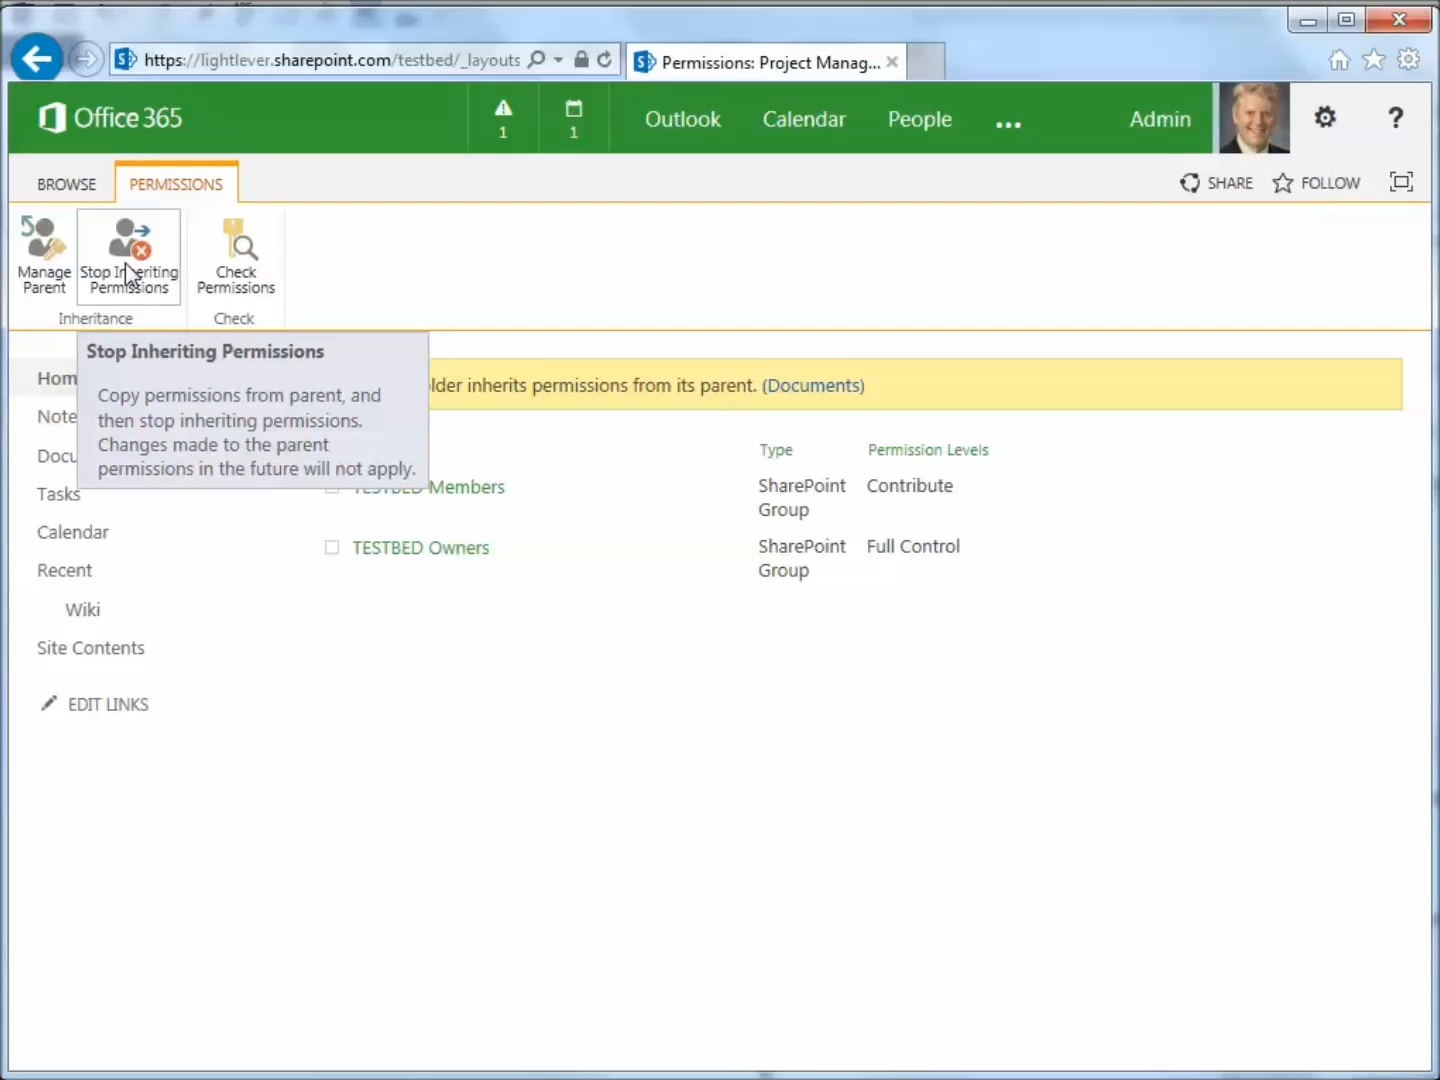 https://lightlever.sharepoint.com/testbed/_layouts
Permissions: Project Manag...
Office 365
1
1
Outlook
Calendar
People
...
Admin
?
BROWSE
PERMISSIONS
SHARE
FOLLOW
Manage
Parent
Stop Inheriting
Permissions
Check
Permissions
Inheritance
Check
Stop Inheriting Permissions
Copy permissions from parent, and
then stop inheriting permissions.
Changes made to the parent
permissions in the future will not apply.
lder inherits permissions from its parent. (Documents)
Hom
Note
Docu
Tasks
Calendar
Recent
Wiki
Site Contents
EDIT LINKS
Type
Permission Levels
TESTBED Members
SharePoint
Group
Contribute
TESTBED Owners
SharePoint
Group
Full Control